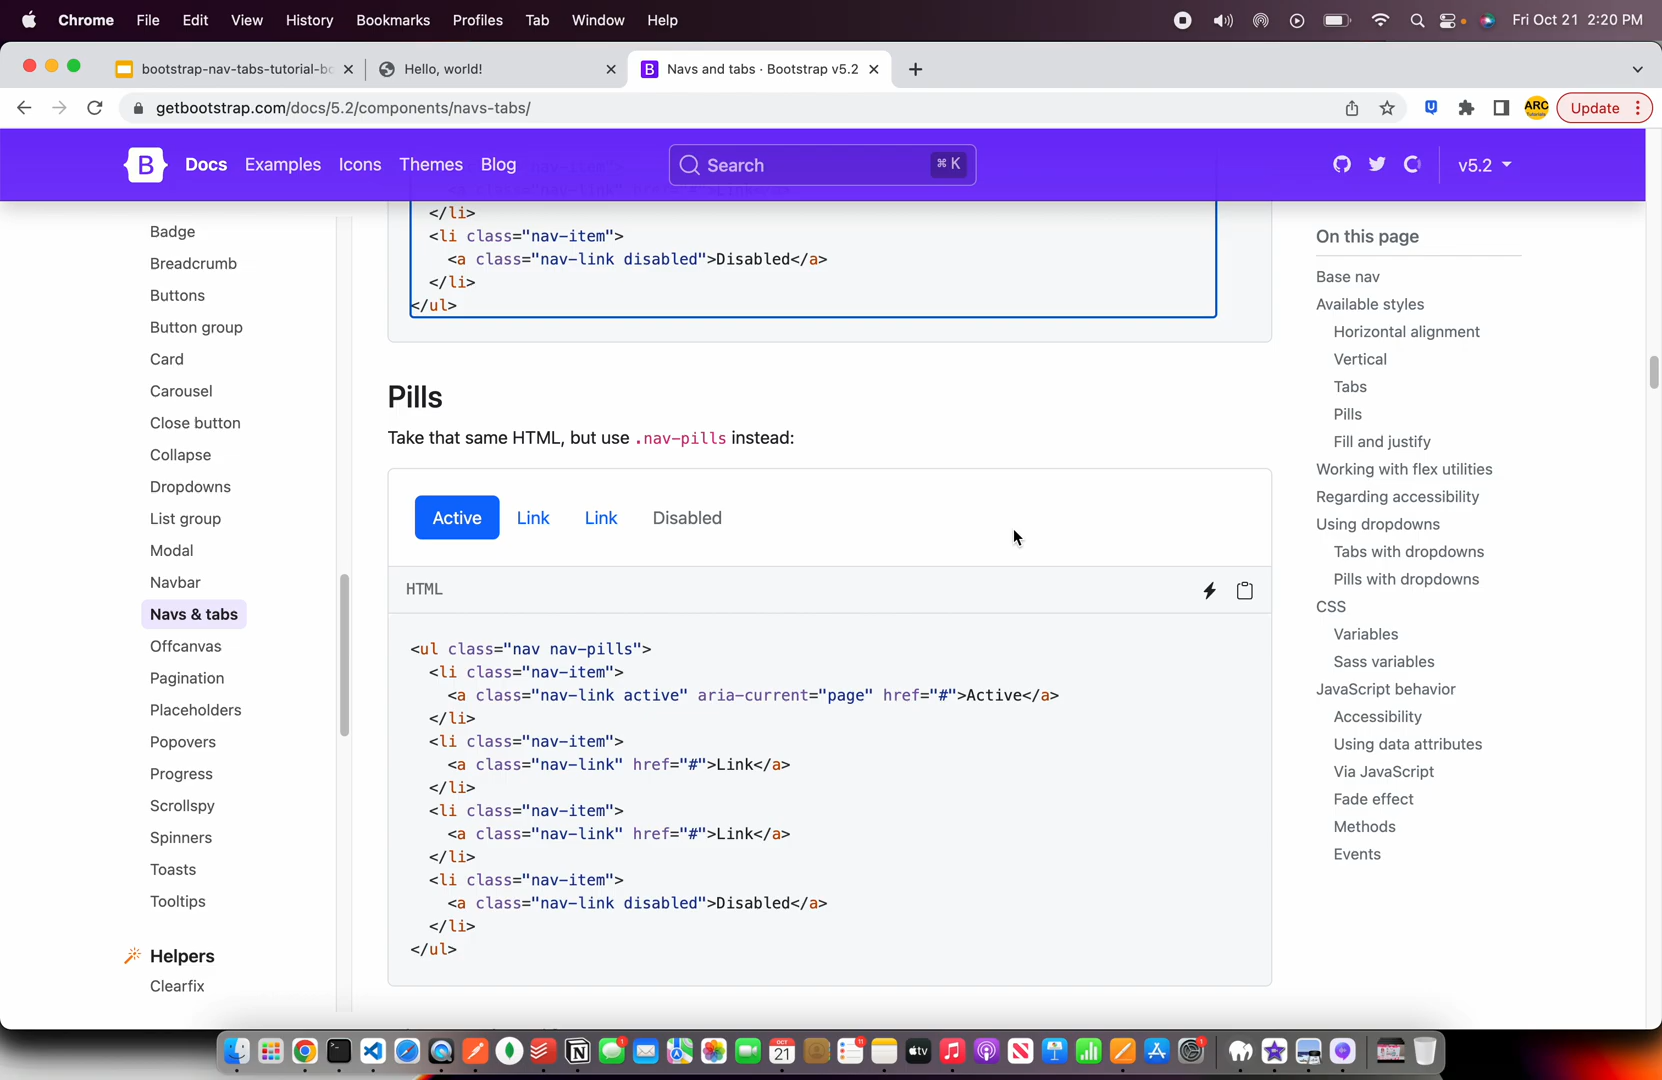 Chrome File Edit View History Bookmarks Profiles Tab Window Help Fri Oct 21 2:20 PM
bootstrap-nav-tabs-tutorial-bo Hello, world! B Navs and tabs · Bootstrap v5.2
getbootstrap.com/docs/5.2/components/navs-tabs/ ARC Update
B Docs Examples Icons Themes Blog Search ⌘ K v5.2
Badge
Breadcrumb
Buttons
Button group
Card
Carousel
Close button
Collapse
Dropdowns
List group
Modal
Navbar
Navs & tabs
Offcanvas
Pagination
Placeholders
Popovers
Progress
Scrollspy
Spinners
Toasts
Tooltips
Helpers
Clearfix
</li>
<li class="nav-item">
<a class="nav-link disabled">Disabled</a>
</li>
</ul>
Pills
Take that same HTML, but use .nav-pills instead:
Active Link Link Disabled
HTML
<ul class="nav nav-pills">
<li class="nav-item">
<a class="nav-link active" aria-current="page" href="#">Active</a>
</li>
<li class="nav-item">
<a class="nav-link" href="#">Link</a>
</li>
<li class="nav-item">
<a class="nav-link" href="#">Link</a>
</li>
<li class="nav-item">
<a class="nav-link disabled">Disabled</a>
</li>
</ul>
On this page
Base nav
Available styles
Horizontal alignment
Vertical
Tabs
Pills
Fill and justify
Working with flex utilities
Regarding accessibility
Using dropdowns
Tabs with dropdowns
Pills with dropdowns
CSS
Variables
Sass variables
JavaScript behavior
Accessibility
Using data attributes
Via JavaScript
Fade effect
Methods
Events